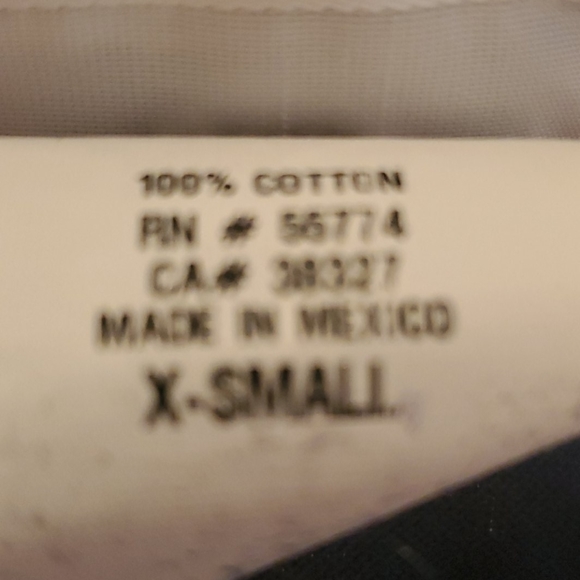 100% COTTON
RN # 56774
CA# 38327
MADE IN MEXICO
X-SMALL